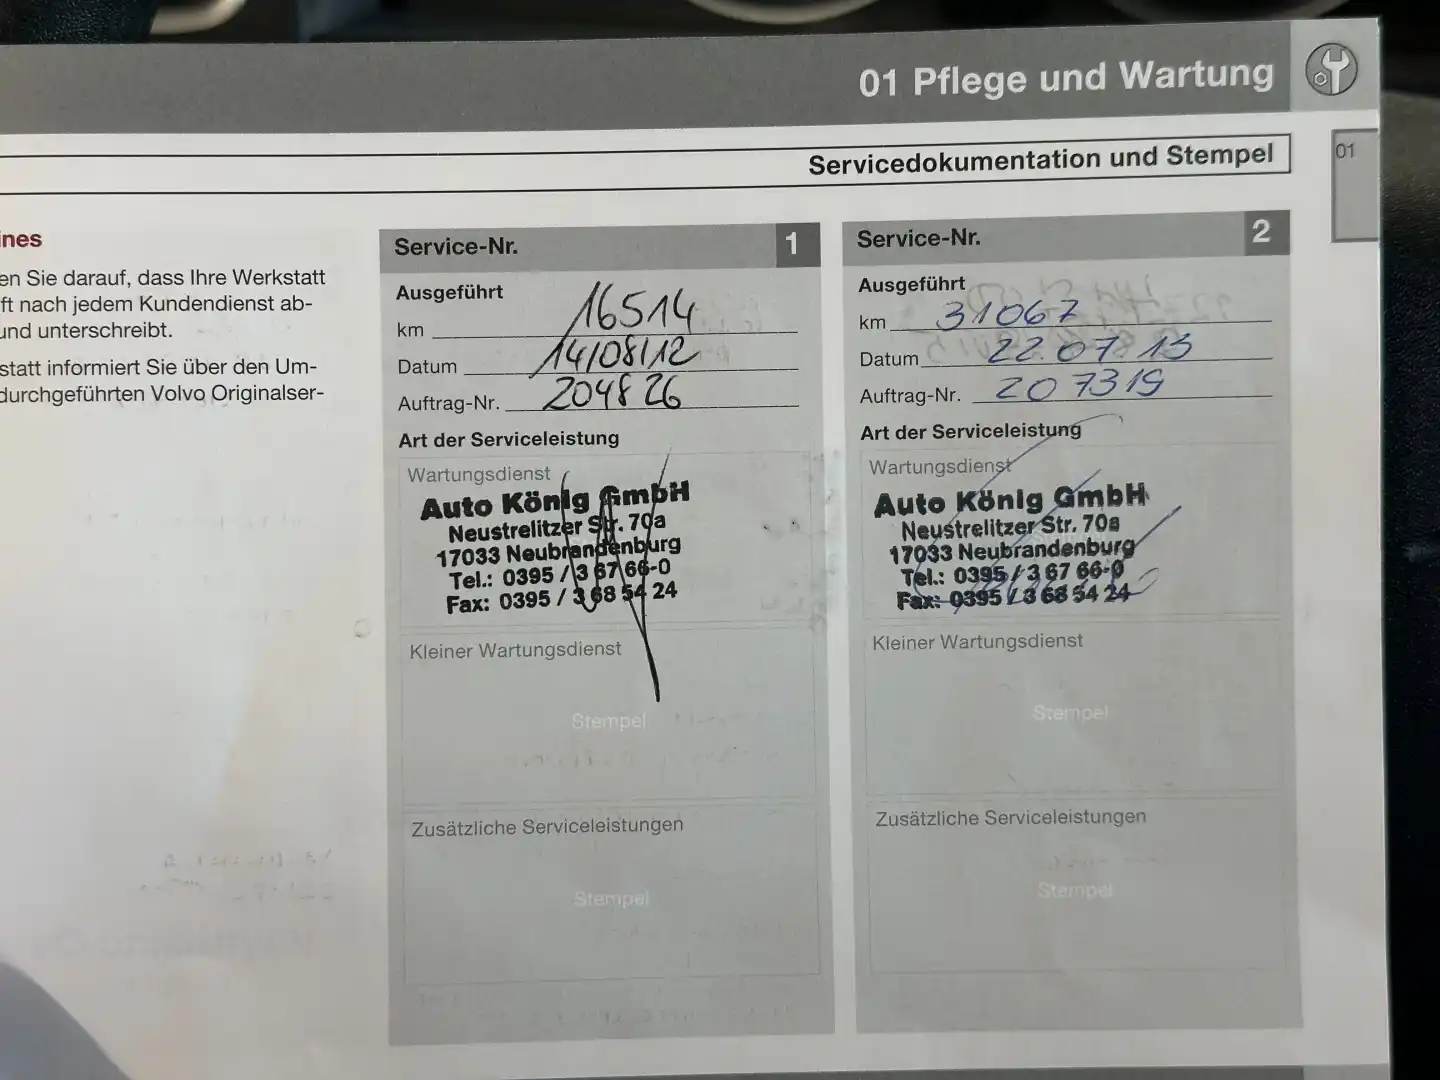 01 Pflege und Wartung
Servicedokumentation und Stempel
01
ines
en Sie darauf, dass Ihre Werkstatt
ft nach jedem Kundendienst ab-
und unterschreibt.
statt informiert Sie über den Um-
durchgeführten Volvo Originalser-
Service-Nr. 1
Ausgeführt
km 16514
Datum 14/08/12
Auftrag-Nr. 204826
Art der Serviceleistung
Wartungsdienst
Auto König GmbH
Neustrelitzer Str. 70a
17033 Neubrandenburg
Tel.: 0395 / 3 67 66-0
Fax: 0395 / 3 68 54 24
Kleiner Wartungsdienst
Stempel
Zusätzliche Serviceleistungen
Stempel
Service-Nr. 2
Ausgeführt
km 31067
Datum 22.07.13
Auftrag-Nr. 207319
Art der Serviceleistung
Wartungsdienst
Auto König GmbH
Neustrelitzer Str. 70a
17033 Neubrandenburg
Tel.: 0395 / 3 67 66-0
Fax: 0395 / 3 68 54 24
Kleiner Wartungsdienst
Stempel
Zusätzliche Serviceleistungen
Stempel